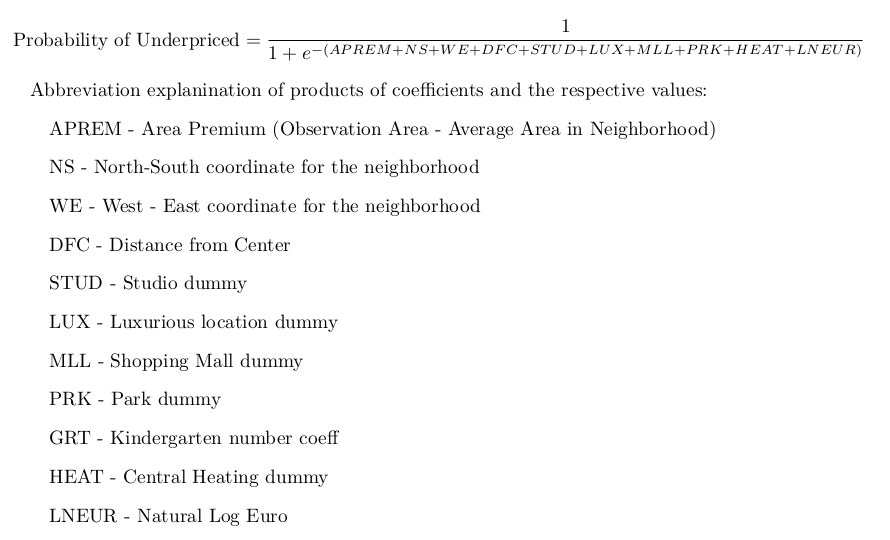 Probability of Underpriced = \frac{1}{1 + e^{-(APREM+NS+WE+DFC+STUD+LUX+MLL+PRK+HEAT+LNEUR)}}
Abbreviation explanination of products of coefficients and the respective values:
APREM - Area Premium (Observation Area - Average Area in Neighborhood)
NS - North-South coordinate for the neighborhood
WE - West - East coordinate for the neighborhood
DFC - Distance from Center
STUD - Studio dummy
LUX - Luxurious location dummy
MLL - Shopping Mall dummy
PRK - Park dummy
GRT - Kindergarten number coeff
HEAT - Central Heating dummy
LNEUR - Natural Log Euro